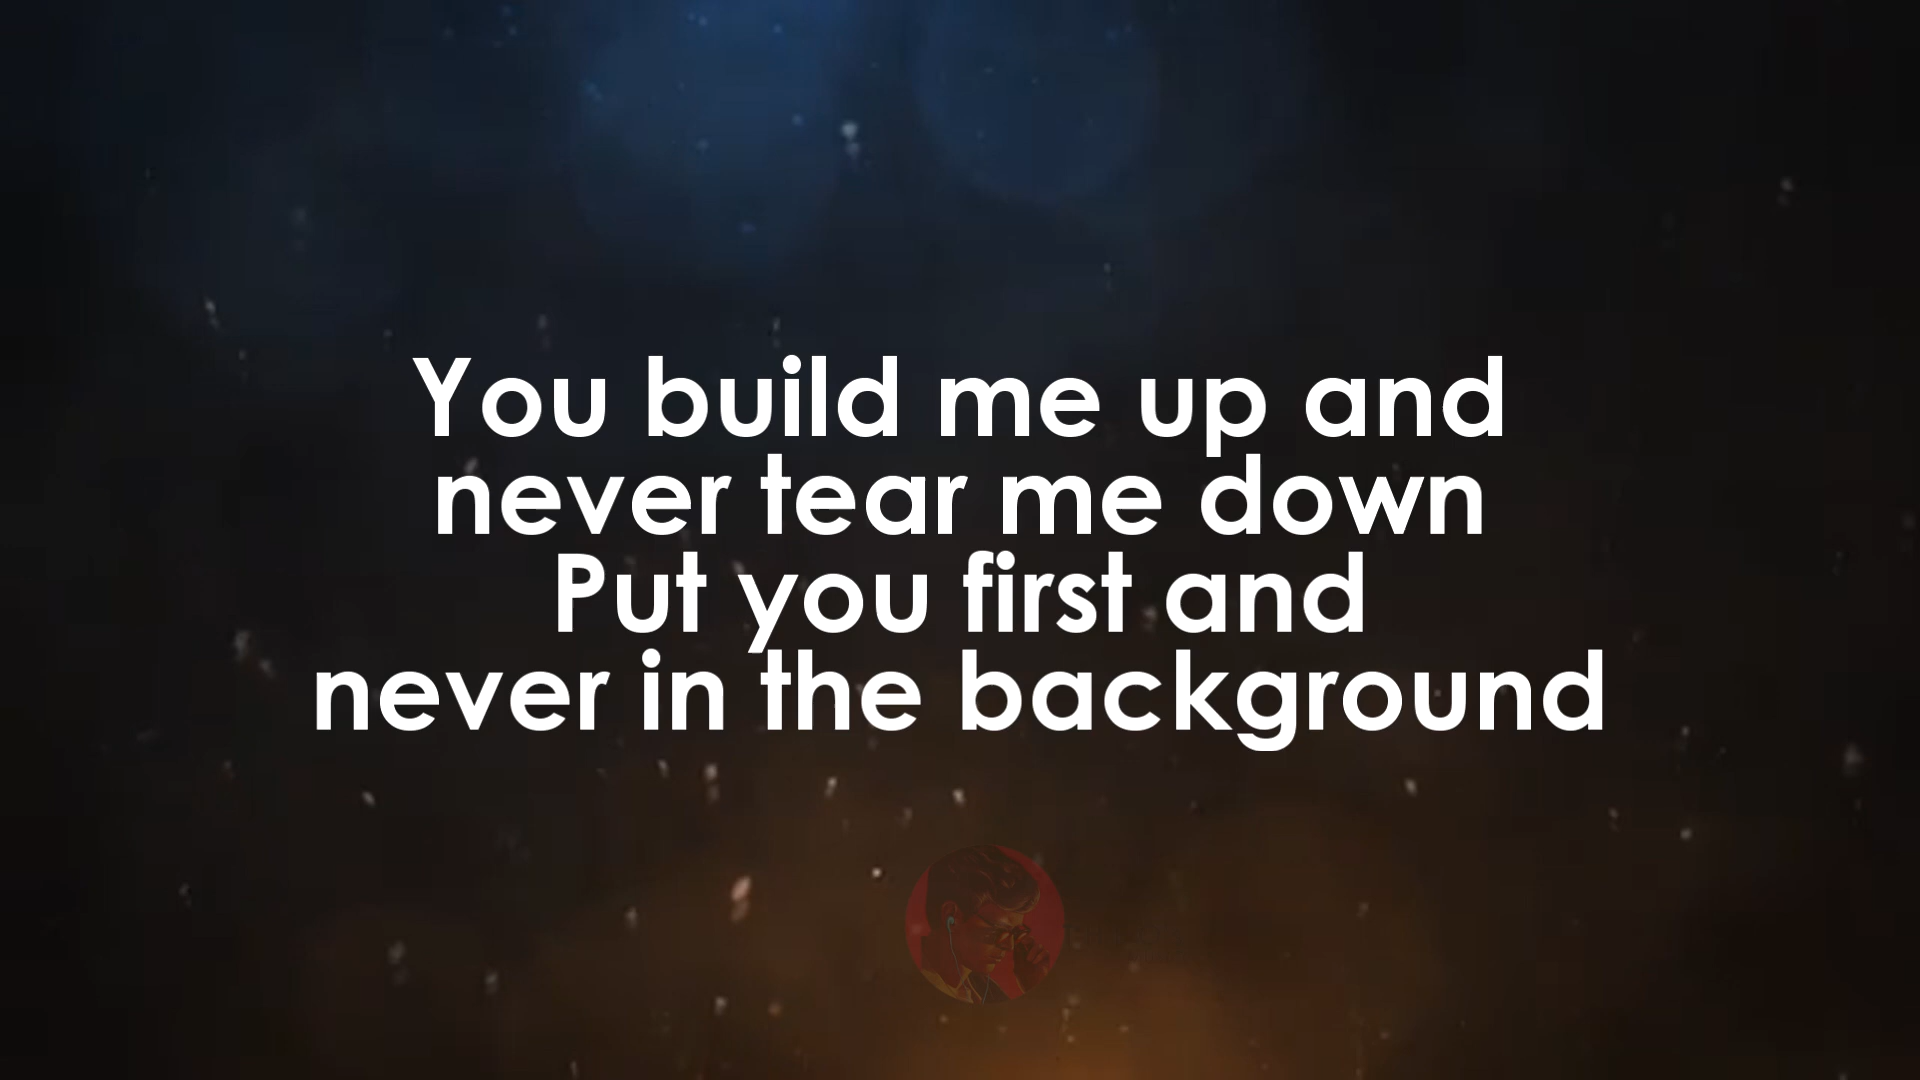 You build me up and
never tear me down
Put you first and
never in the background